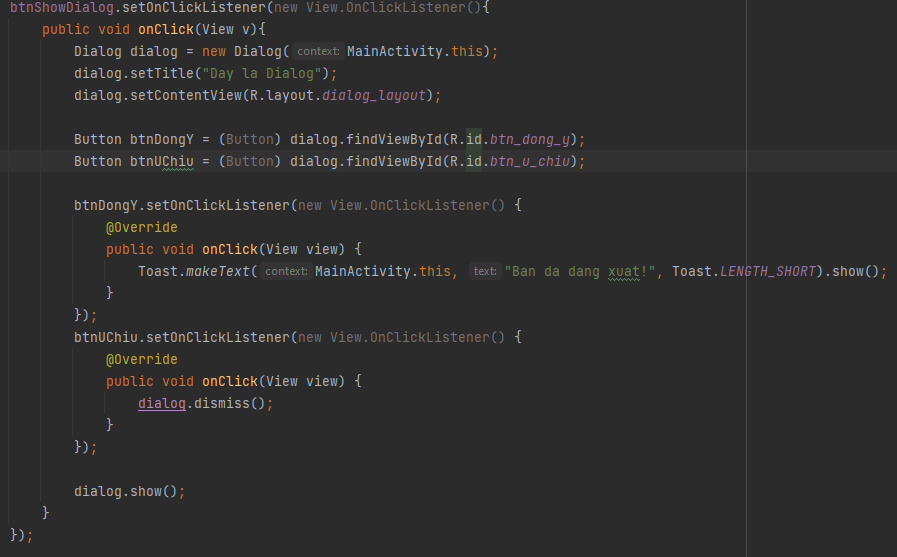 btnShowDialog.setOnClickListener(new View.OnClickListener(){
public void onClick(View v){
Dialog dialog = new Dialog( context: MainActivity.this);
dialog.setTitle("Day la Dialog");
dialog.setContentView(R.layout.dialog_layout);
Button btnDongY = (Button) dialog.findViewById(R.id.btn_dong_y);
Button btnUChiu = (Button) dialog.findViewById(R.id.btn_u_chiu);
btnDongY.setOnClickListener(new View.OnClickListener() {
@Override
public void onClick(View view) {
Toast.makeText( context: MainActivity.this, text: "Ban da dang xuat!", Toast.LENGTH_SHORT).show();
}
});
btnUChiu.setOnClickListener(new View.OnClickListener() {
@Override
public void onClick(View view) {
dialog.dismiss();
}
});
dialog.show();
}
});